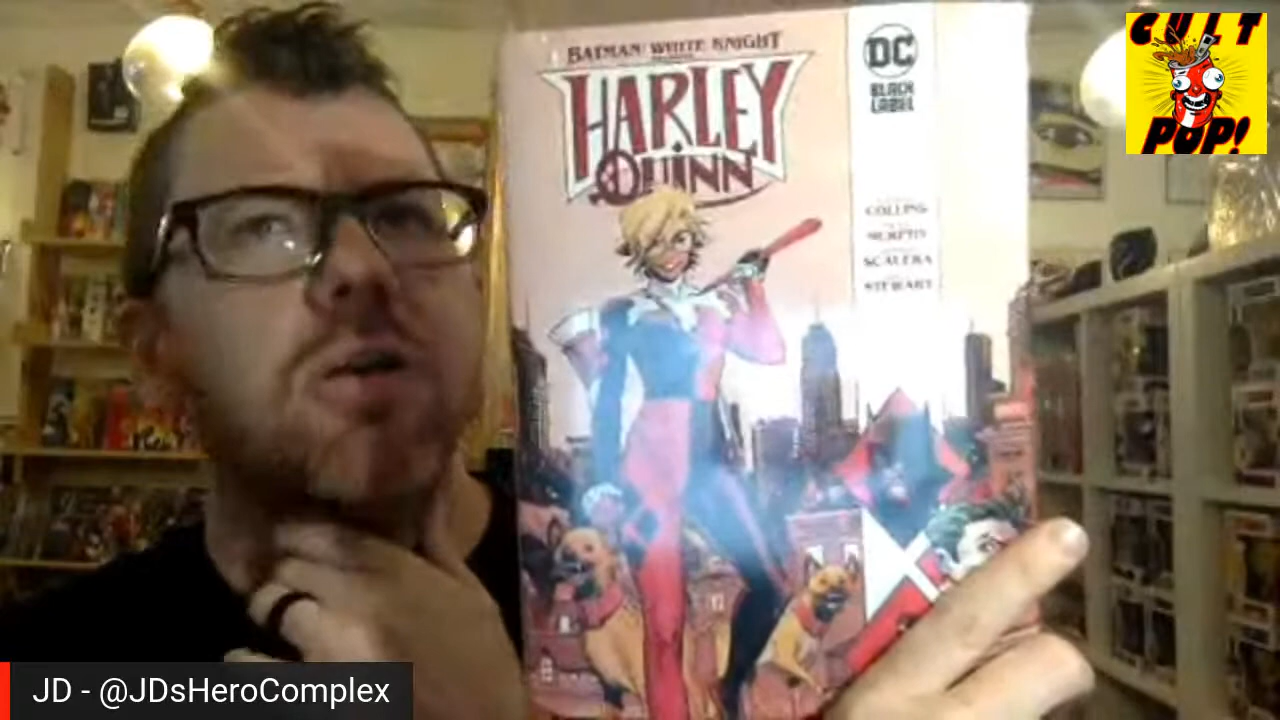 CULT
POP!
BATMAN: WHITE KNIGHT
HARLEY
QUINN
DC
BLACK
LABEL
COLLINS
MURPHY
SCALERA
STEWART
JD - @JDsHeroComplex